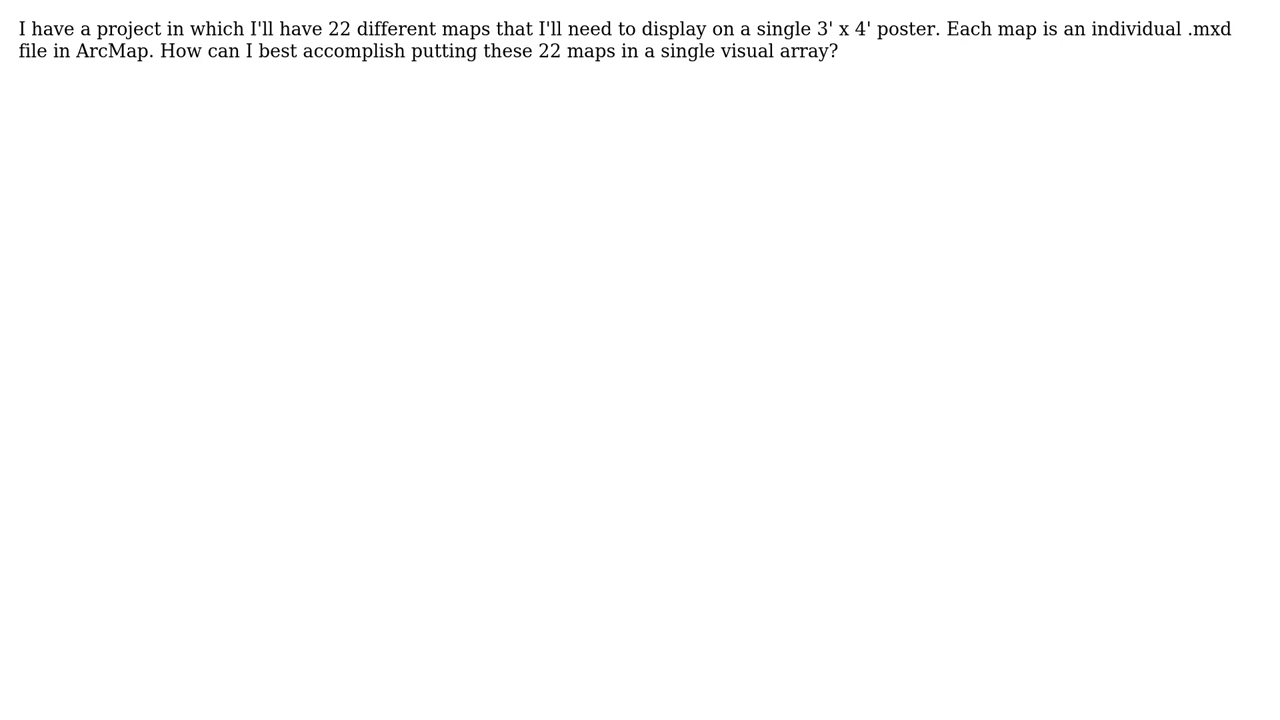 I have a project in which I'll have 22 different maps that I'll need to display on a single 3' x 4' poster. Each map is an individual .mxd
file in ArcMap. How can I best accomplish putting these 22 maps in a single visual array?